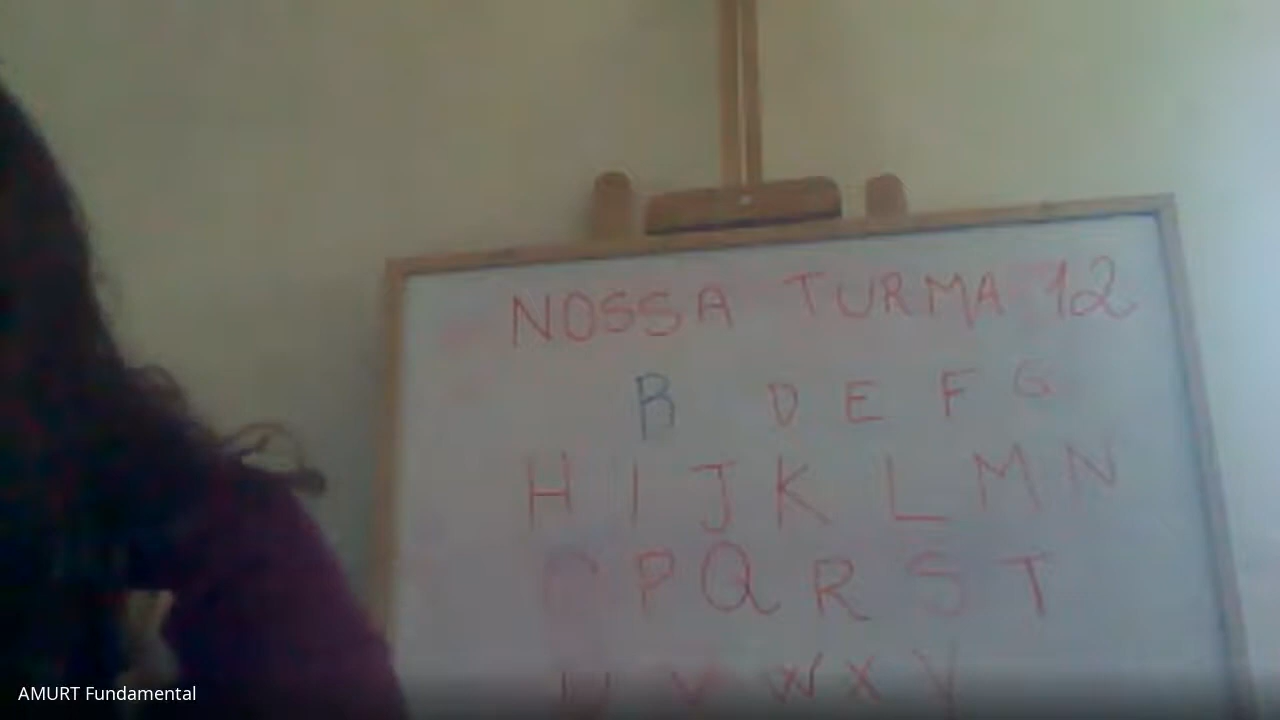 NOSSA TURMA 12
B D E F G
H I J K L M N
O P Q R S T
U V W X Y
AMURT Fundamental